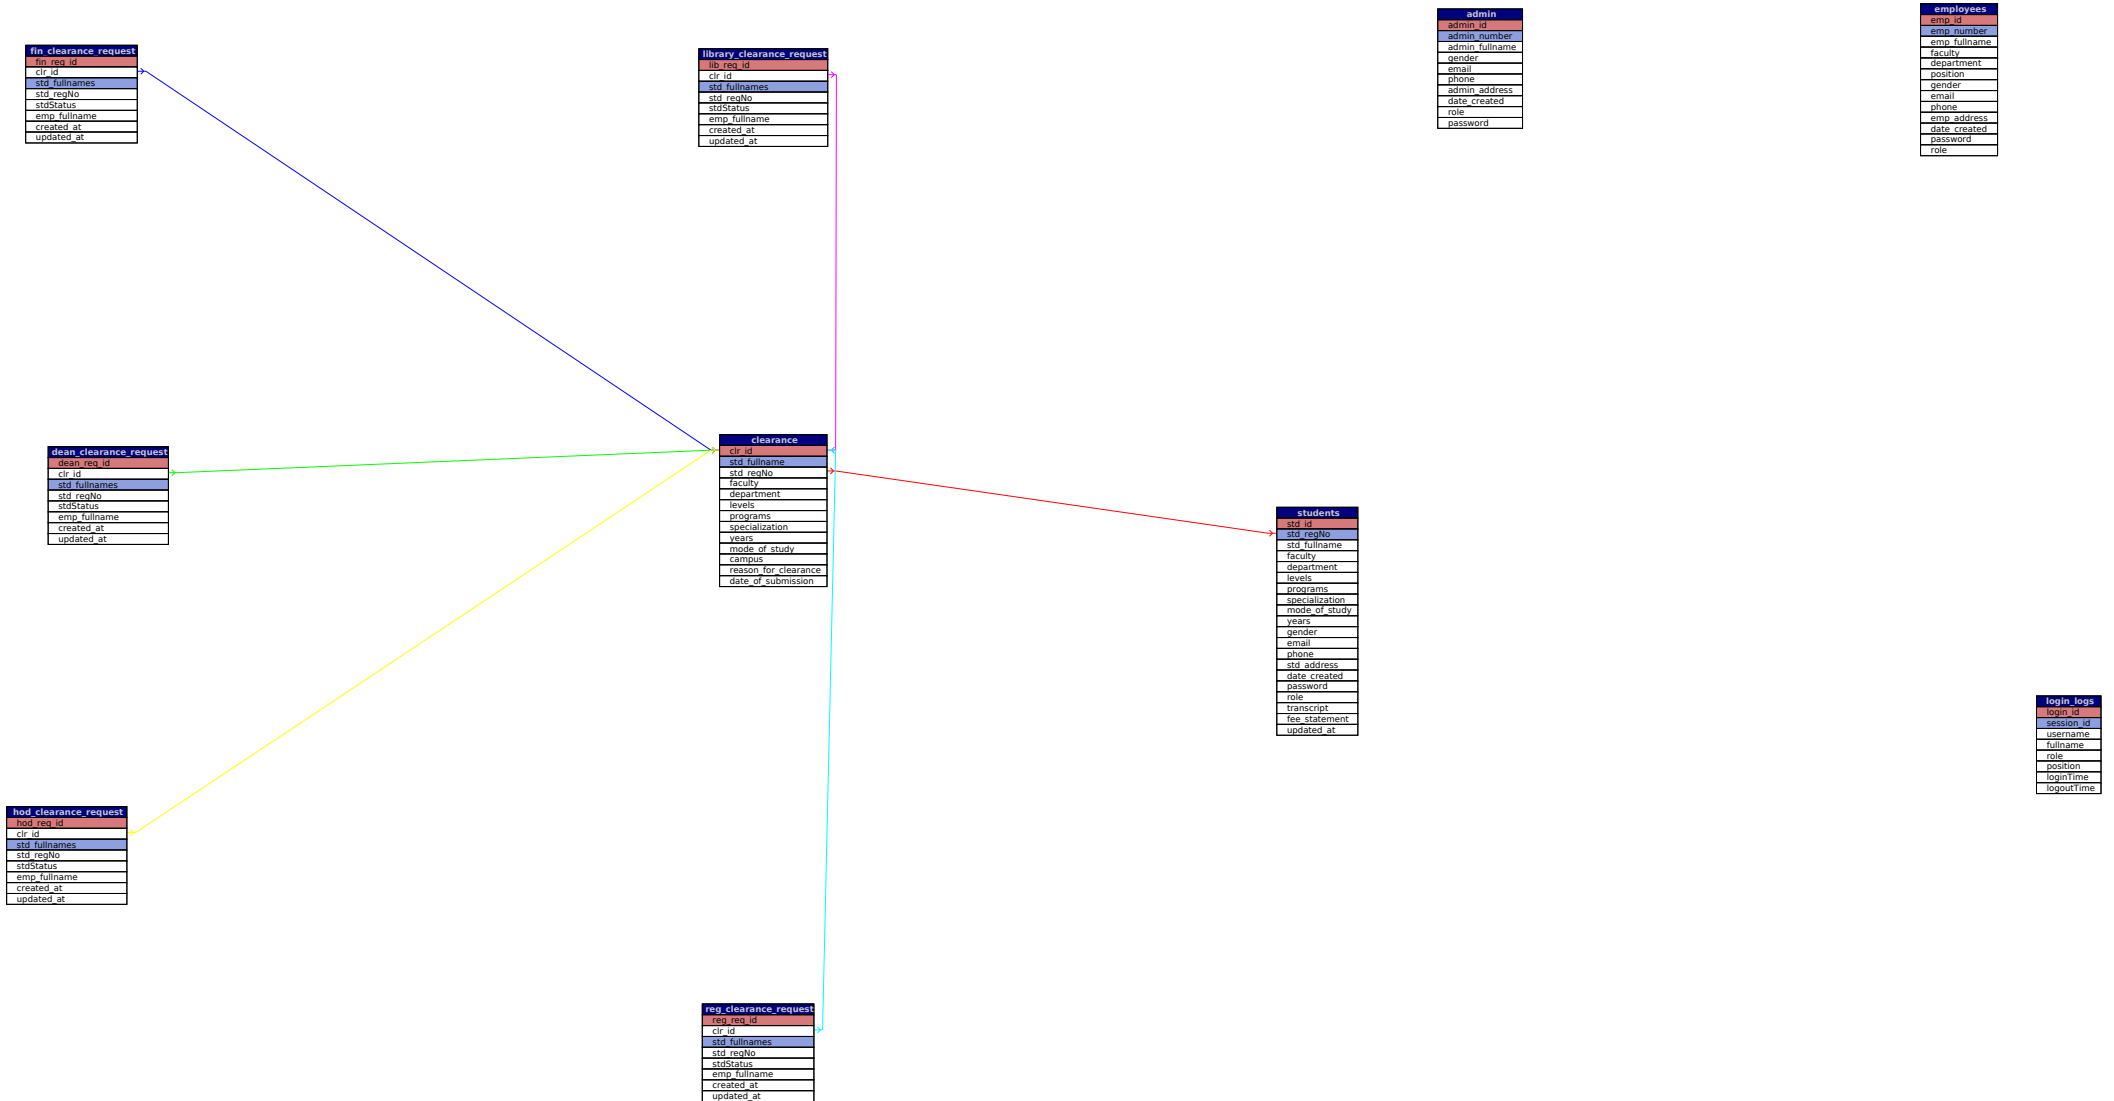 fin_clearance_request
fin_req_id
clr_id
std_fullnames
std_regNo
stdStatus
emp_fullname
created_at
updated_at
library_clearance_request
lib_req_id
clr_id
std_fullnames
std_regNo
stdStatus
emp_fullname
created_at
updated_at
admin
admin_id
admin_number
admin_fullname
gender
email
phone
admin_address
date_created
role
password
employees
emp_id
emp_number
emp_fullname
faculty
department
position
gender
email
phone
emp_address
date_created
password
role
dean_clearance_request
dean_req_id
clr_id
std_fullnames
std_regNo
stdStatus
emp_fullname
created_at
updated_at
clearance
clr_id
std_fullname
std_regNo
faculty
department
levels
programs
specialization
years
mode_of_study
campus
reason_for_clearance
date_of_submission
students
std_id
std_regNo
std_fullname
faculty
department
levels
programs
specialization
mode_of_study
years
gender
email
phone
std_address
date_created
password
role
transcript
fee_statement
updated_at
login_logs
login_id
session_id
username
fullname
role
position
loginTime
logoutTime
hod_clearance_request
hod_req_id
clr_id
std_fullnames
std_regNo
stdStatus
emp_fullname
created_at
updated_at
reg_clearance_request
reg_req_id
clr_id
std_fullnames
std_regNo
stdStatus
emp_fullname
created_at
updated_at